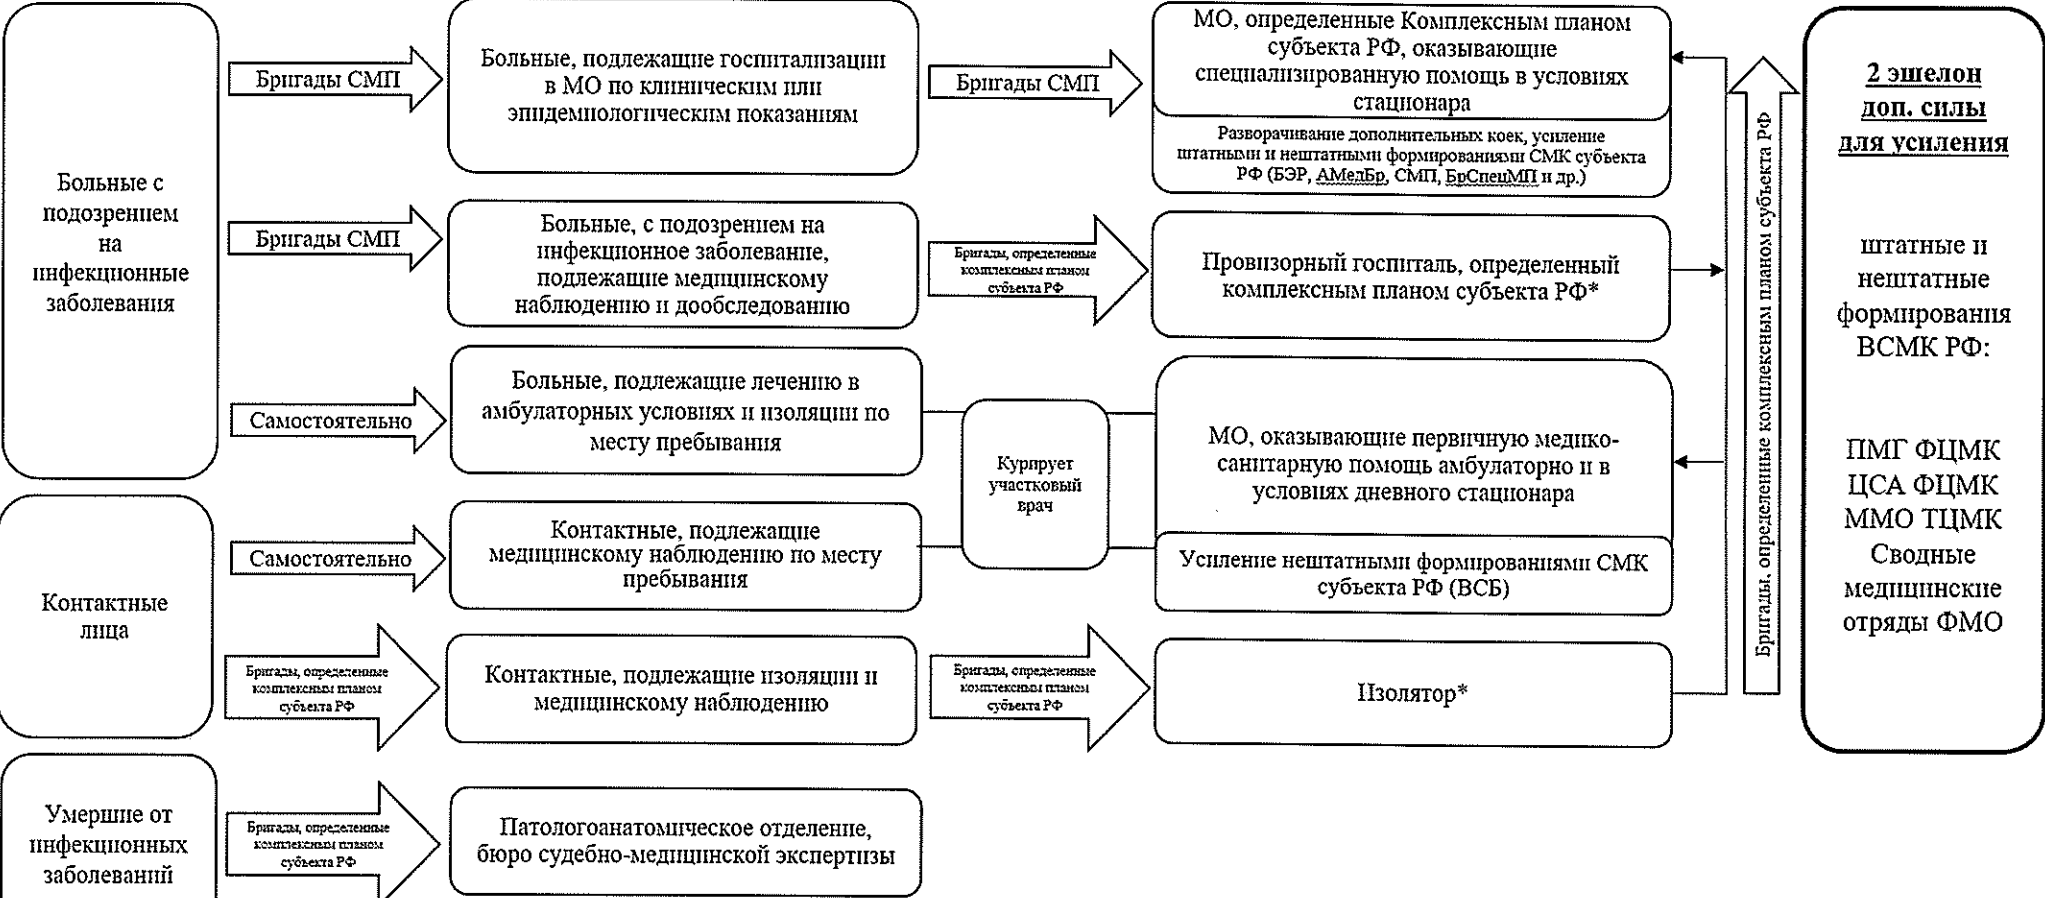 Больные с
подозрением
на
инфекционные
заболевания
Бригады СМП
Больные, подлежащие госпитализации
в МО по клиническим или
эпидемиологическим показаниям
Бригады СМП
МО, определенные Комплексным планом
субъекта РФ, оказывающие
специализированную помощь в условиях
стационара
Разворачивание дополнительных коек, усиление
штатными и нештатными формированиями СМК субъекта
РФ (БЭР, АМедБр, СМП, БрСпецМП и др.)
Бригады СМП
Больные, с подозрением на
инфекционное заболевание,
подлежащие медицинскому
наблюдению и дообследованию
Бригады, определенные
комплексным планом
субъекта РФ
Провизорный госпиталь, определенный
комплексным планом субъекта РФ*
Самостоятельно
Больные, подлежащие лечению в
амбулаторных условиях и изоляции по
месту пребывания
Курирует
участковый
врач
МО, оказывающие первичную медико-
санитарную помощь амбулаторно и в
условиях дневного стационара
Усиление нештатными формированиями СМК
субъекта РФ (ВСБ)
Контактные
лица
Самостоятельно
Контактные, подлежащие
медицинскому наблюдению по месту
пребывания
Бригады, определенные
комплексным планом
субъекта РФ
Контактные, подлежащие изоляции и
медицинскому наблюдению
Бригады, определенные
комплексным планом
субъекта РФ
Изолятор*
Умершие от
инфекционных
заболеваний
Бригады, определенные
комплексным планом
субъекта РФ
Патологоанатомическое отделение,
бюро судебно-медицинской экспертизы
Бригады, определенные комплексным планом субъекта РФ
2 эшелон
доп. силы
для усиления
штатные и
нештатные
формирования
ВСМК РФ:
ПМГ ФЦМК
ЦСА ФЦМК
ММО ТЦМК
Сводные
медицинские
отряды ФМО